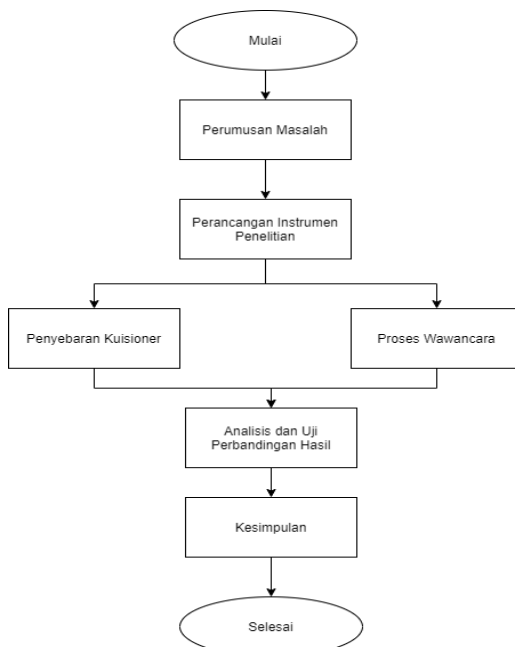 Mulai
Perumusan Masalah
Perancangan Instrumen
Penelitian
Penyebaran Kuisioner
Proses Wawancara
Analisis dan Uji
Perbandingan Hasil
Kesimpulan
Selesai